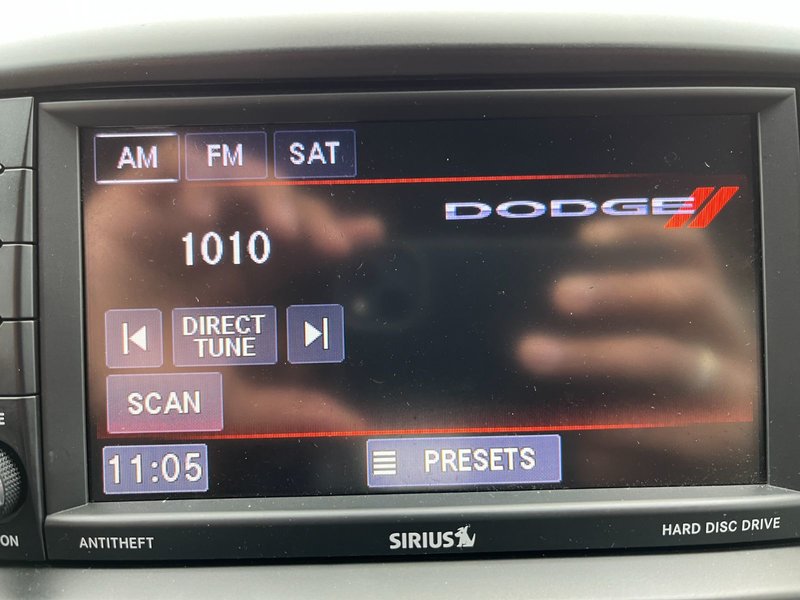 AM FM SAT
DODGE
1010
DIRECT
TUNE
SCAN
11:05
PRESETS
ANTITHEFT
SIRIUS
HARD DISC DRIVE